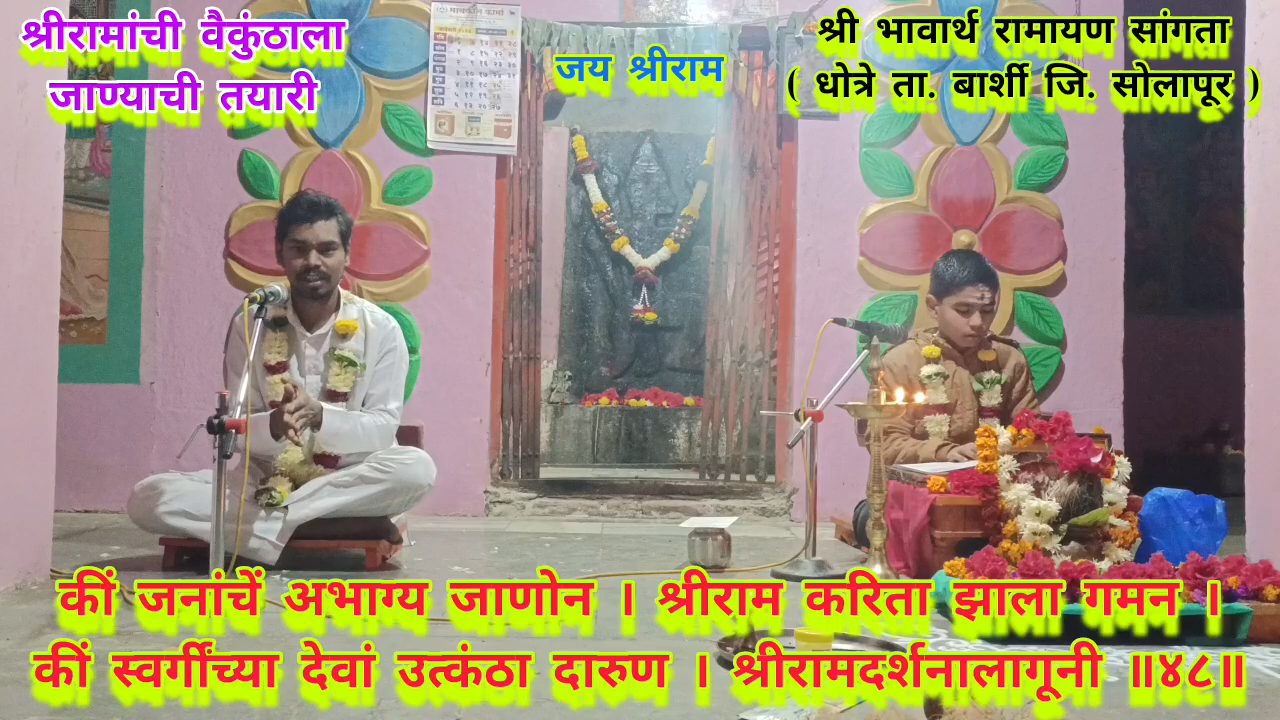 श्रीरामांची वैकुंठाला
जाण्याची तयारी
जय श्रीराम
श्री भावार्थ रामायण सांगता
( धोत्रे ता. बार्शी जि. सोलापूर )
कीं जनांचें अभाग्य जाणोन । श्रीराम करिता झाला गमन ।
कीं स्वर्गींच्या देवां उत्कंठा दारुण । श्रीरामदर्शनालागूनी ॥४८॥